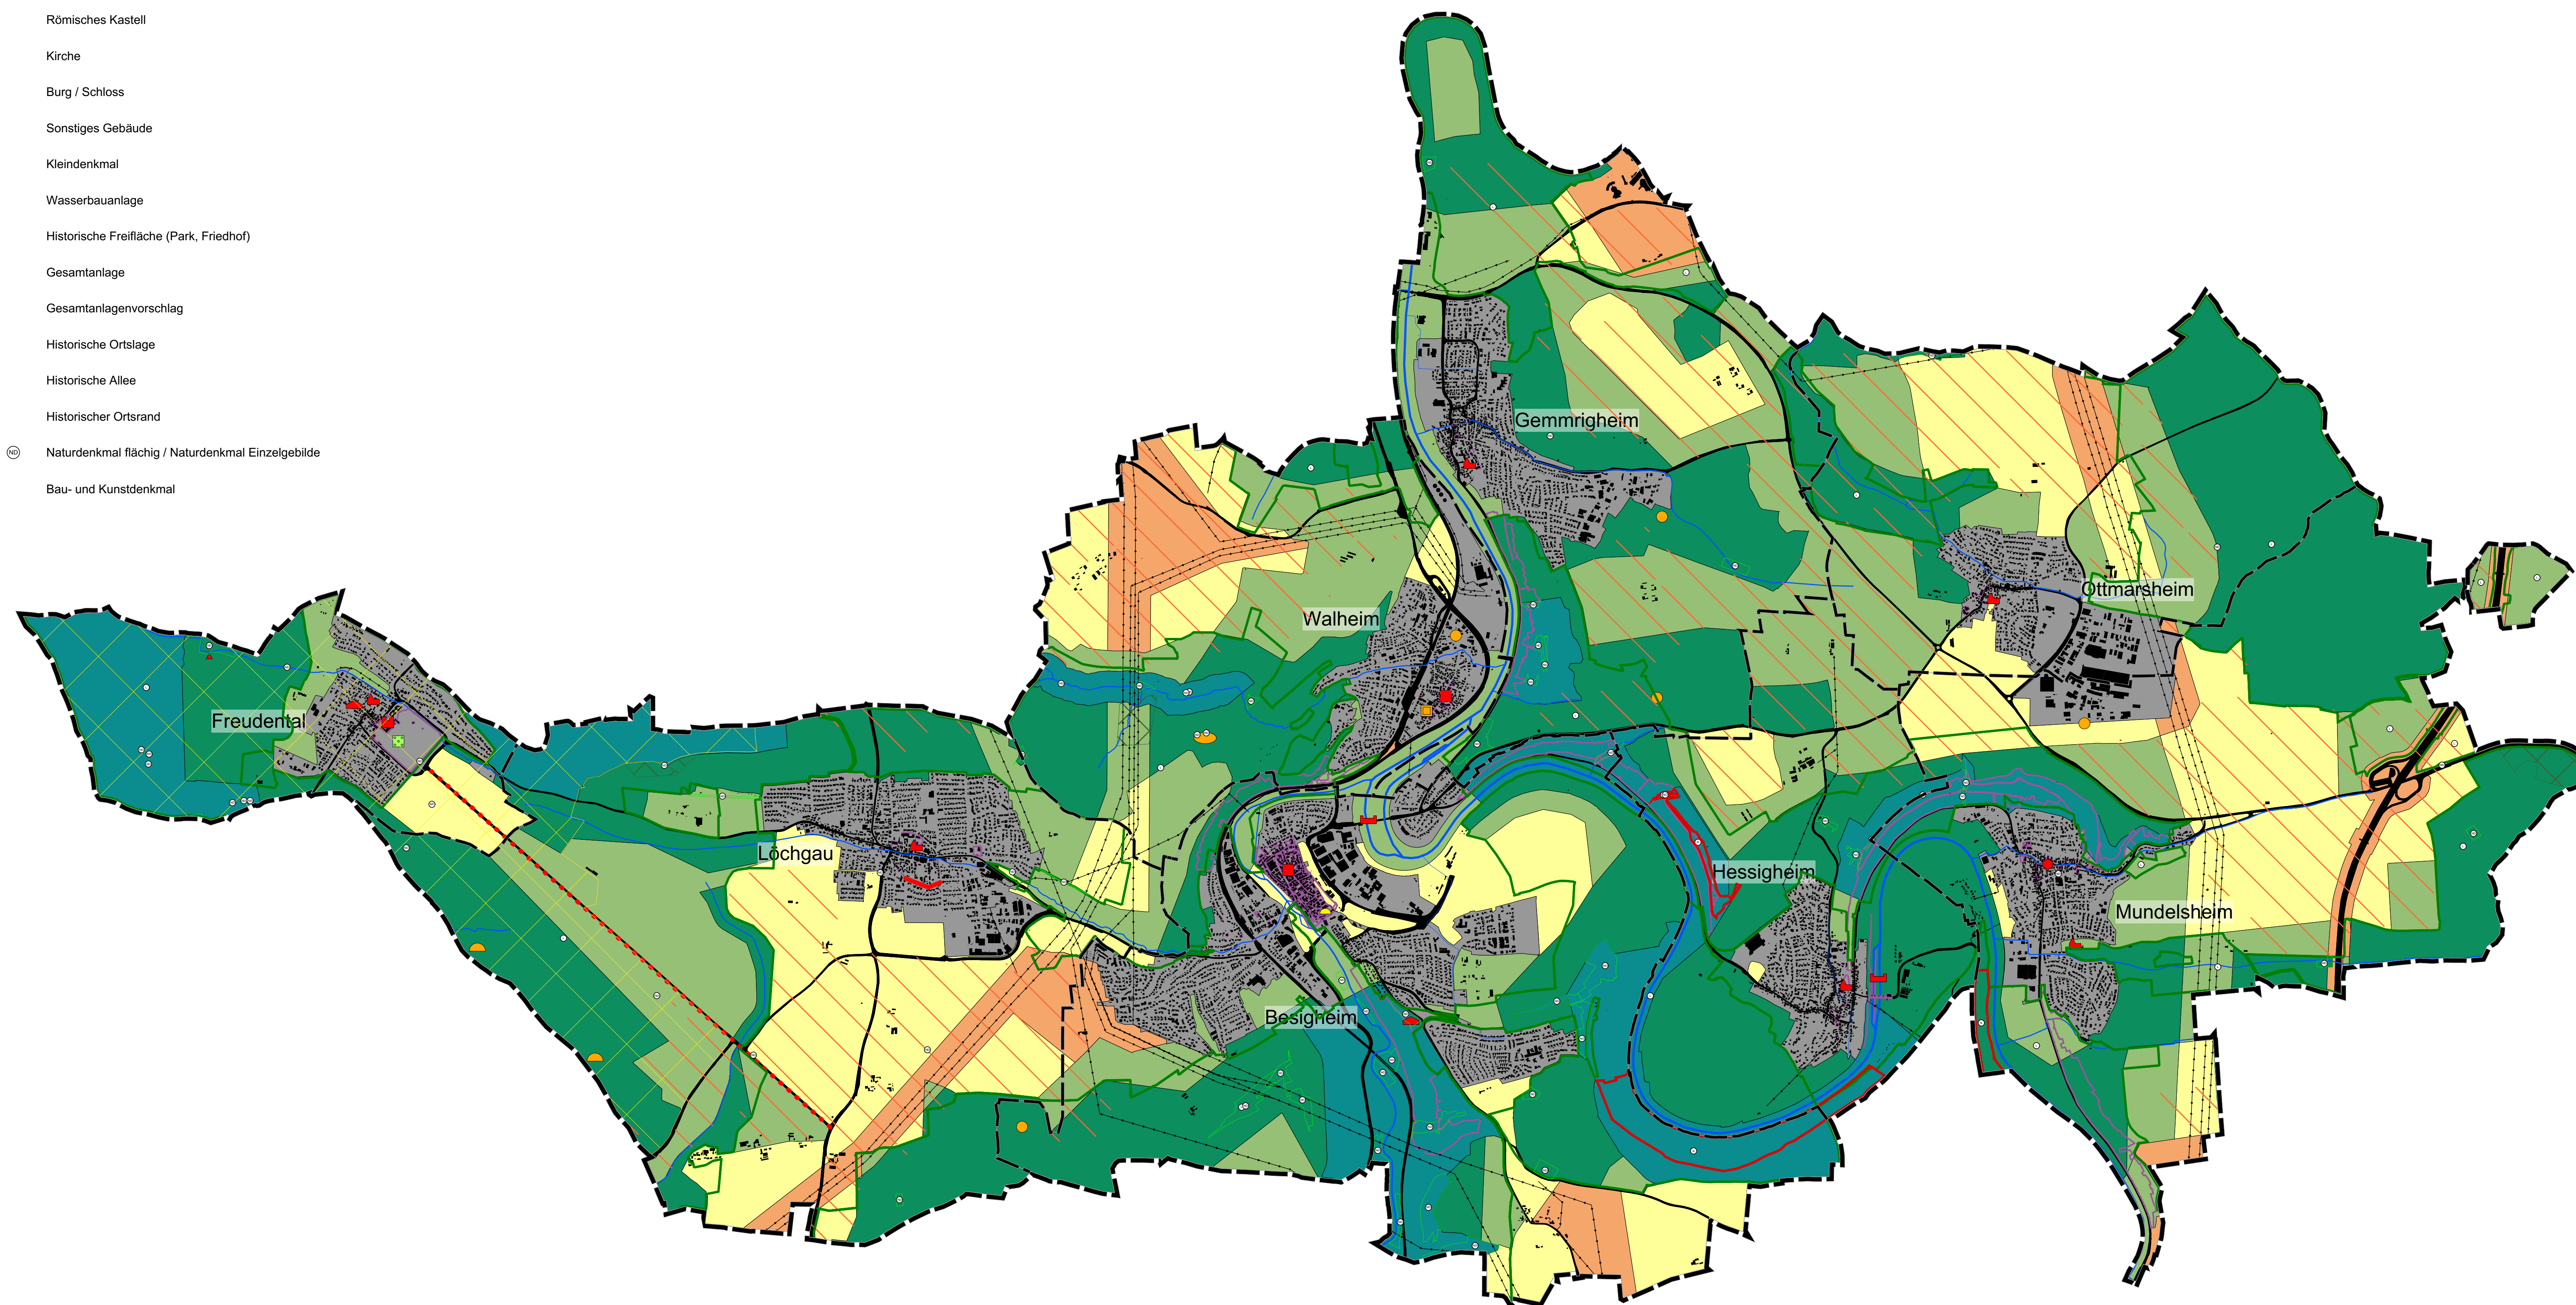 Römisches Kastell
Kirche
Burg / Schloss
Sonstiges Gebäude
Kleindenkmal
Wasserbauanlage
Historische Freifläche (Park, Friedhof)
Gesamtanlage
Gesamtanlagenvorschlag
Historische Ortslage
Historische Allee
Historischer Ortsrand
ND Naturdenkmal flächig / Naturdenkmal Einzelgebilde
Bau- und Kunstdenkmal
Gemmrigheim
Ottmarsheim
Walheim
Freudental
Löchgau
Hessigheim
Mundelsheim
Besigheim